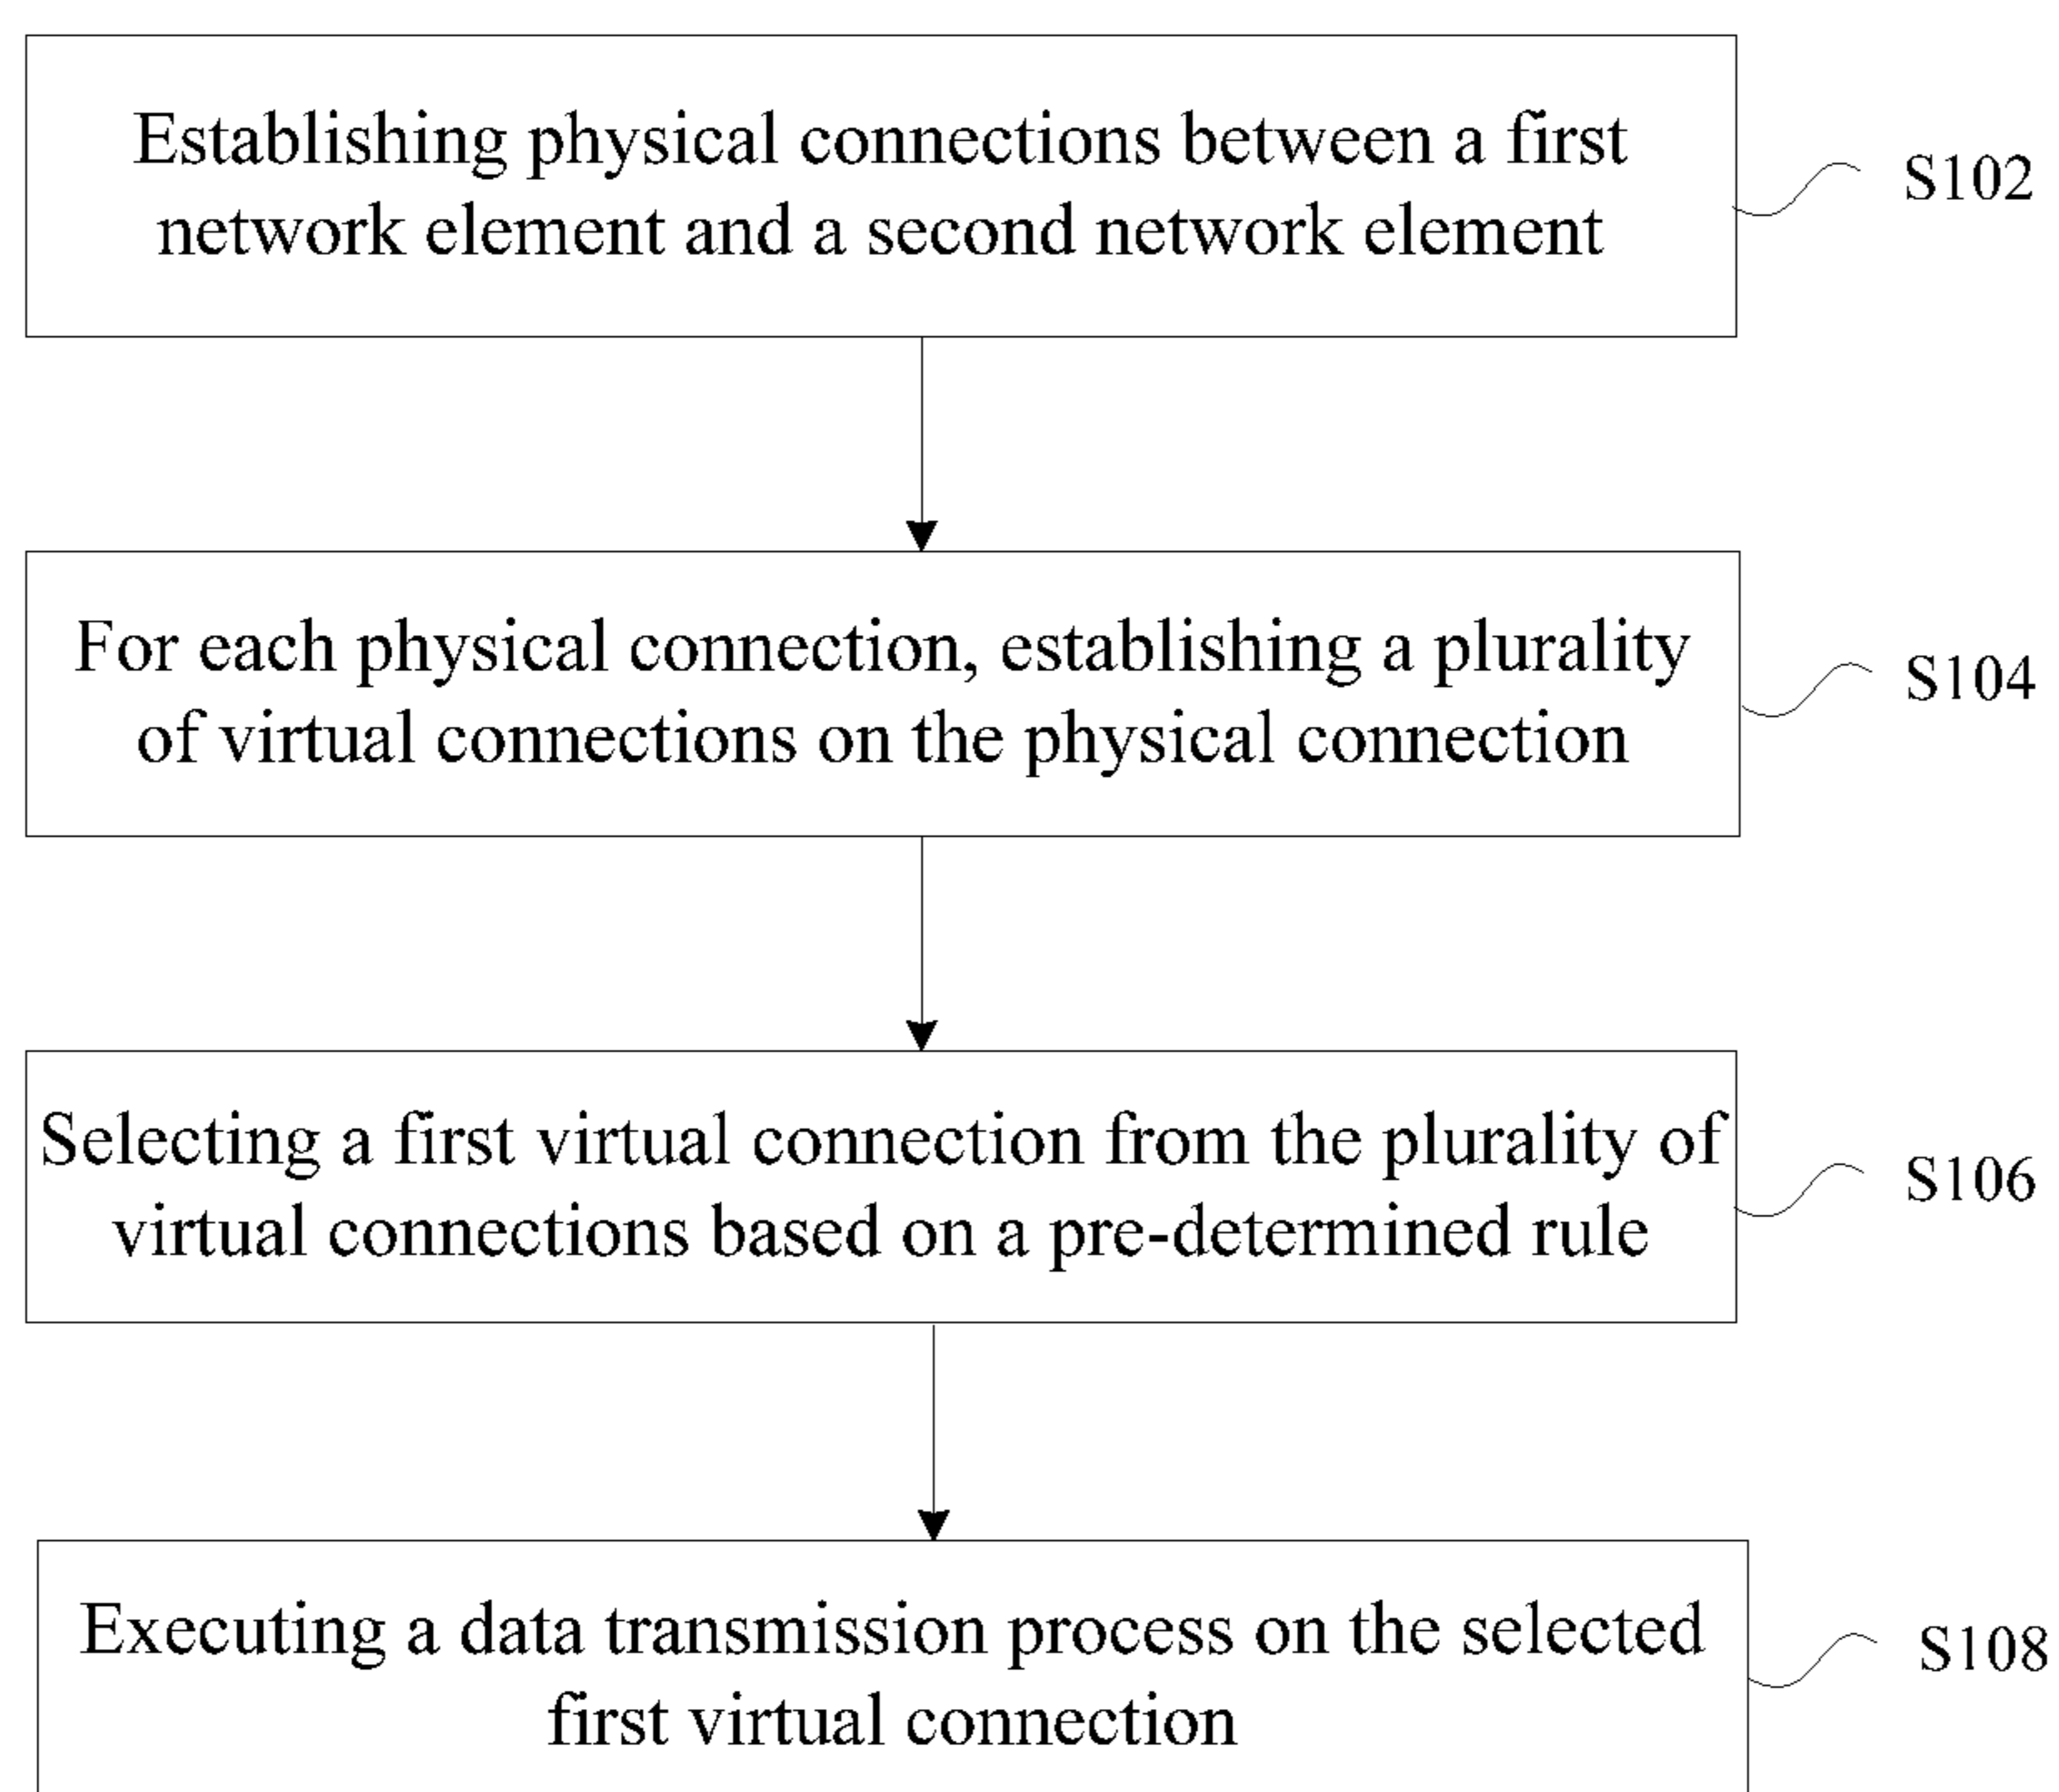 Establishing physical connections between a first
network element and a second network element
S102
For each physical connection, establishing a plurality
of virtual connections on the physical connection
S104
Selecting a first virtual connection from the plurality of
virtual connections based on a pre-determined rule
S106
Executing a data transmission process on the selected
first virtual connection
S108